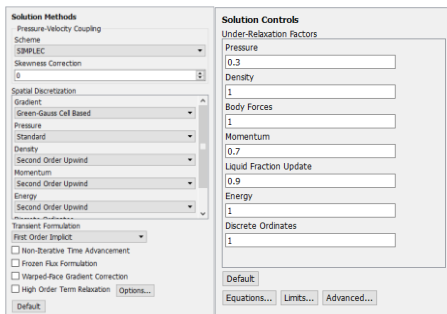 Solution Methods
Pressure-Velocity Coupling
Scheme
SIMPLEC
Skewness Correction
0
Spatial Discretization
Gradient
Green-Gauss Cell Based
Pressure
Standard
Density
Second Order Upwind
Momentum
Second Order Upwind
Energy
Second Order Upwind
Transient Formulation
First Order Implicit
Non-Iterative Time Advancement
Frozen Flux Formulation
Warped-Face Gradient Correction
High Order Term Relaxation Options...
Default
Solution Controls
Under-Relaxation Factors
Pressure
0.3
Density
1
Body Forces
1
Momentum
0.7
Liquid Fraction Update
0.9
Energy
1
Discrete Ordinates
1
Default
Equations... Limits... Advanced...